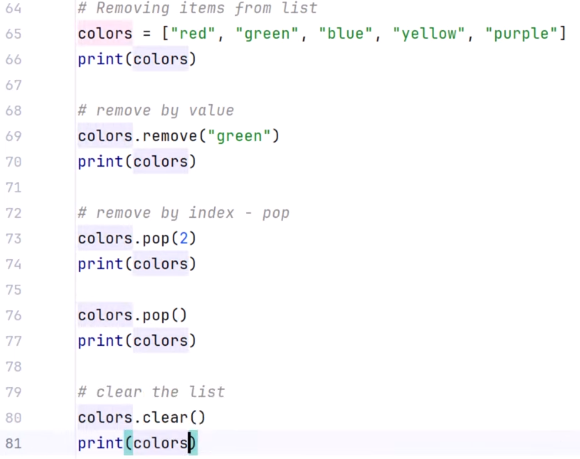 64 # Removing items from list
65 colors = ["red", "green", "blue", "yellow", "purple"]
66 print(colors)
67
68 # remove by value
69 colors.remove("green")
70 print(colors)
71
72 # remove by index - pop
73 colors.pop(2)
74 print(colors)
75
76 colors.pop()
77 print(colors)
78
79 # clear the list
80 colors.clear()
81 print(colors)